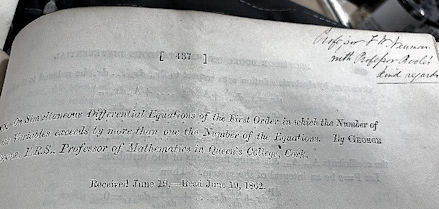 [ 437 ]
Professor F. W. Newman
with Professor Boole's
kind regards
On Simultaneous Differential Equations of the First Order in which the Number of
Variables exceeds by more than one the Number of the Equations. By GEORGE
F.R.S., Professor of Mathematics in Queen's College, Cork.
Received June 19,—Read June 19, 1862.